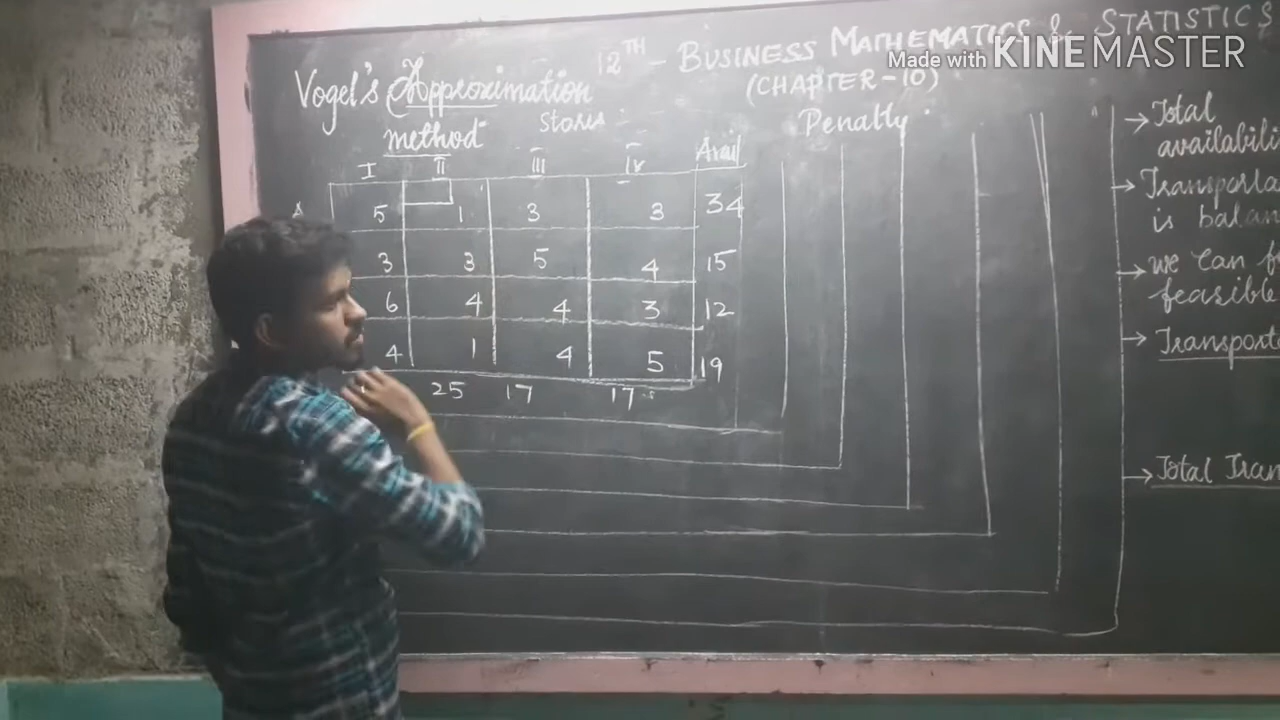 12TH - BUSINESS MATHEMATICS & STATISTICS
Made with KINEMASTER
(CHAPTER-10)
Vogel's Approximation
method
Stores
Penalty
I II III IV Avail
A 5 1 3 3 34
3 3 5 4 15
6 4 4 3 12
4 1 4 5 19
25 17 17
→ Total
availabili
→ Transporta
is balan
→ we can f
feasible
→ Transport
→ Total Tran